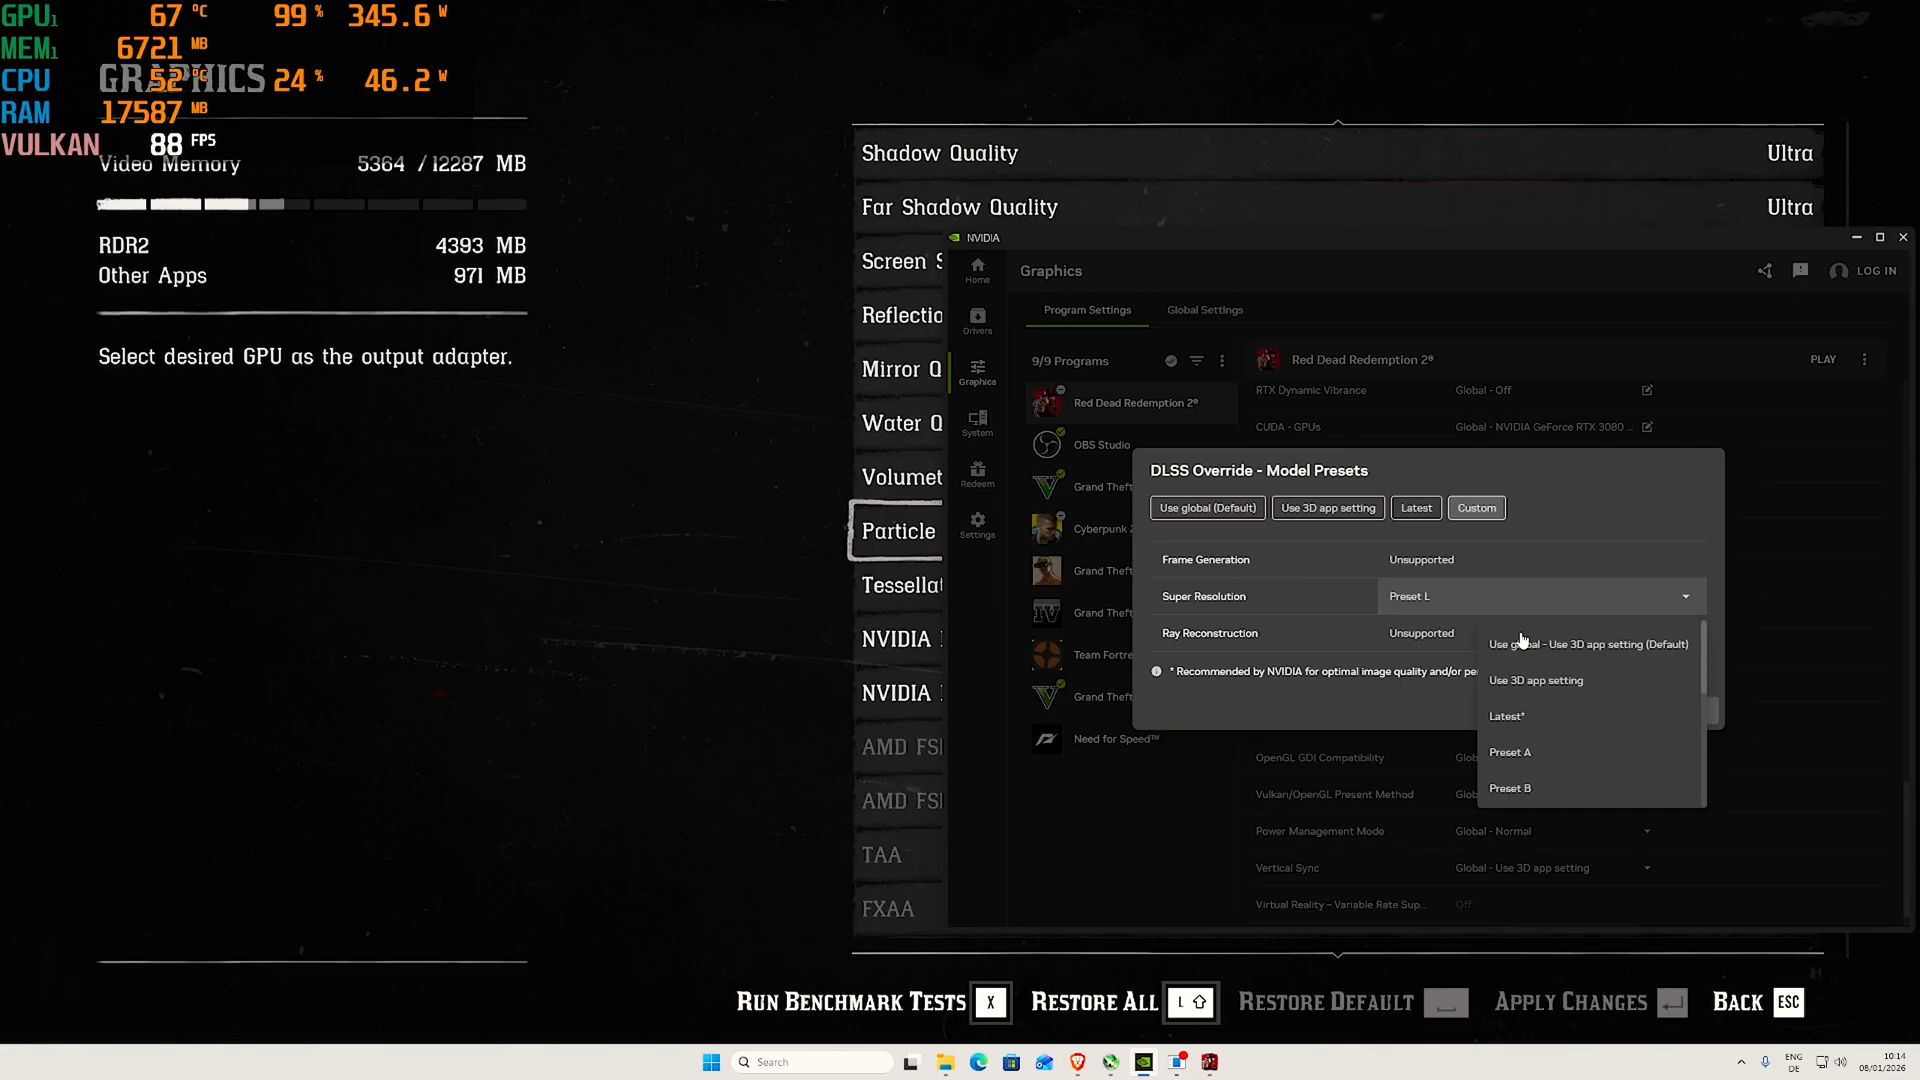 GPU1 67 °C 99 % 345.6 W
MEM1 6721 MB
CPU 52 °C 24 % 46.2 W
GRAPHICS
RAM 17587 MB
VULKAN 88 FPS
Video Memory 5364 / 12287 MB
RDR2 4393 MB
Other Apps 971 MB
Select desired GPU as the output adapter.
Shadow Quality Ultra
Far Shadow Quality Ultra
Screen S
Reflectio
Mirror Q
Water Q
Volumet
Particle
Tessellat
NVIDIA
NVIDIA
AMD FS
AMD FS
TAA
FXAA
NVIDIA
Home
Drivers
Graphics
System
Redeem
Settings
Graphics
LOG IN
Program Settings Global Settings
9/9 Programs
Red Dead Redemption 2®
OBS Studio
Grand Theft
Cyberpunk 2
Grand Theft
Grand Theft
Team Fortre
Grand Theft
Need for Speed™
Red Dead Redemption 2® PLAY
RTX Dynamic Vibrance Global - Off
CUDA - GPUs Global - NVIDIA GeForce RTX 3080 ...
DLSS Override - Model Presets
Use global (Default) Use 3D app setting Latest Custom
Frame Generation Unsupported
Super Resolution Preset L
Ray Reconstruction Unsupported
* Recommended by NVIDIA for optimal image quality and/or pe
Use global - Use 3D app setting (Default)
Use 3D app setting
Latest*
Preset A
Preset B
OpenGL GDI Compatibility Glob
Vulkan/OpenGL Present Method Glob
Power Management Mode Global - Normal
Vertical Sync Global - Use 3D app setting
Virtual Reality – Variable Rate Sup... Off
RUN BENCHMARK TESTS X RESTORE ALL L RESTORE DEFAULT APPLY CHANGES BACK ESC
Search
ENG
DE
10:14
08/01/2026